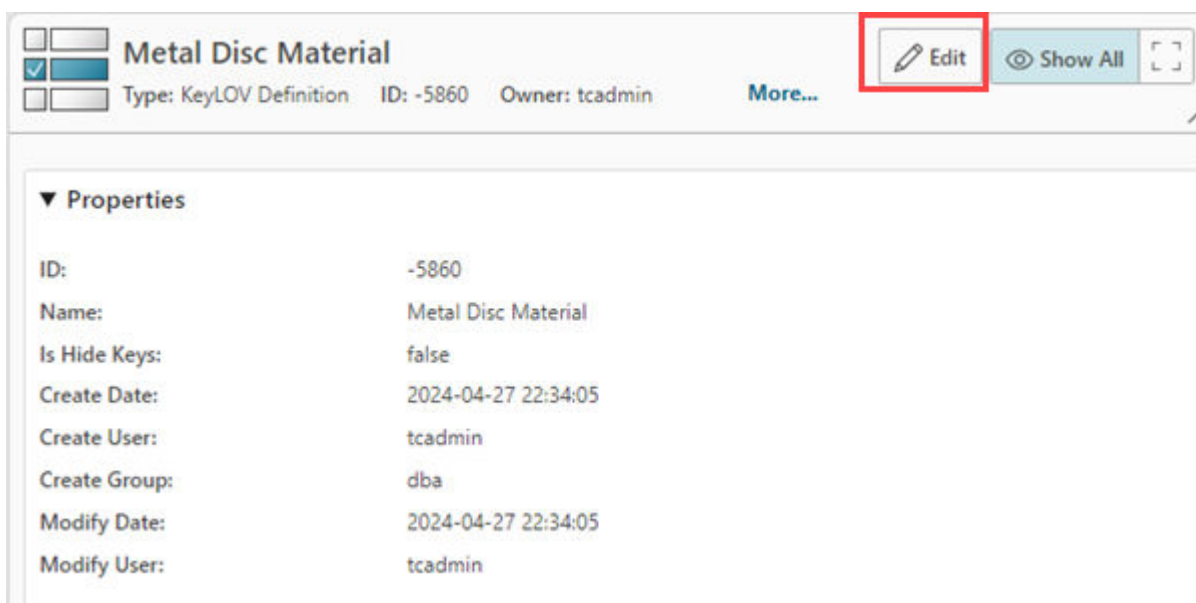 Metal Disc Material
Edit
Show All
Type: KeyLOV Definition ID: -5860 Owner: tcadmin More...
Properties
ID: -5860
Name: Metal Disc Material
Is Hide Keys: false
Create Date: 2024-04-27 22:34:05
Create User: tcadmin
Create Group: dba
Modify Date: 2024-04-27 22:34:05
Modify User: tcadmin